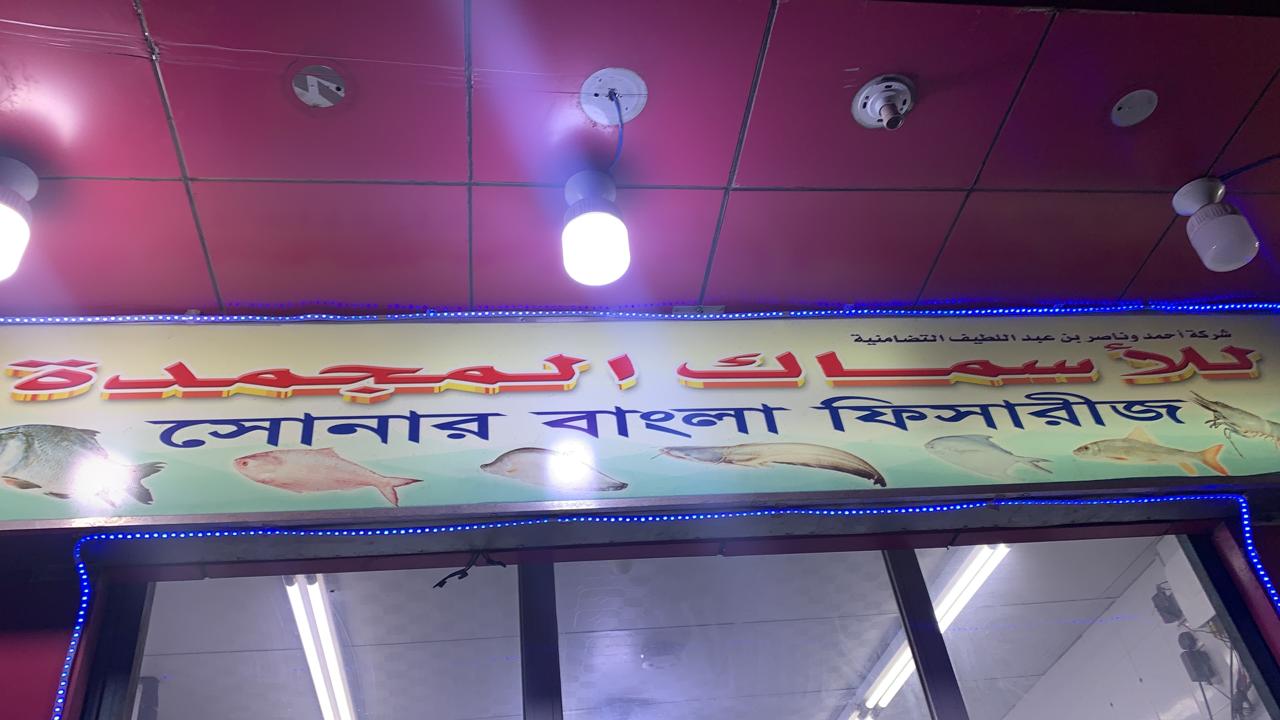 شركة أحمد وناصر بن عبد اللطيف التضامنية
للأسماك المجمدة
সোনার বাংলা ফিসারীজ